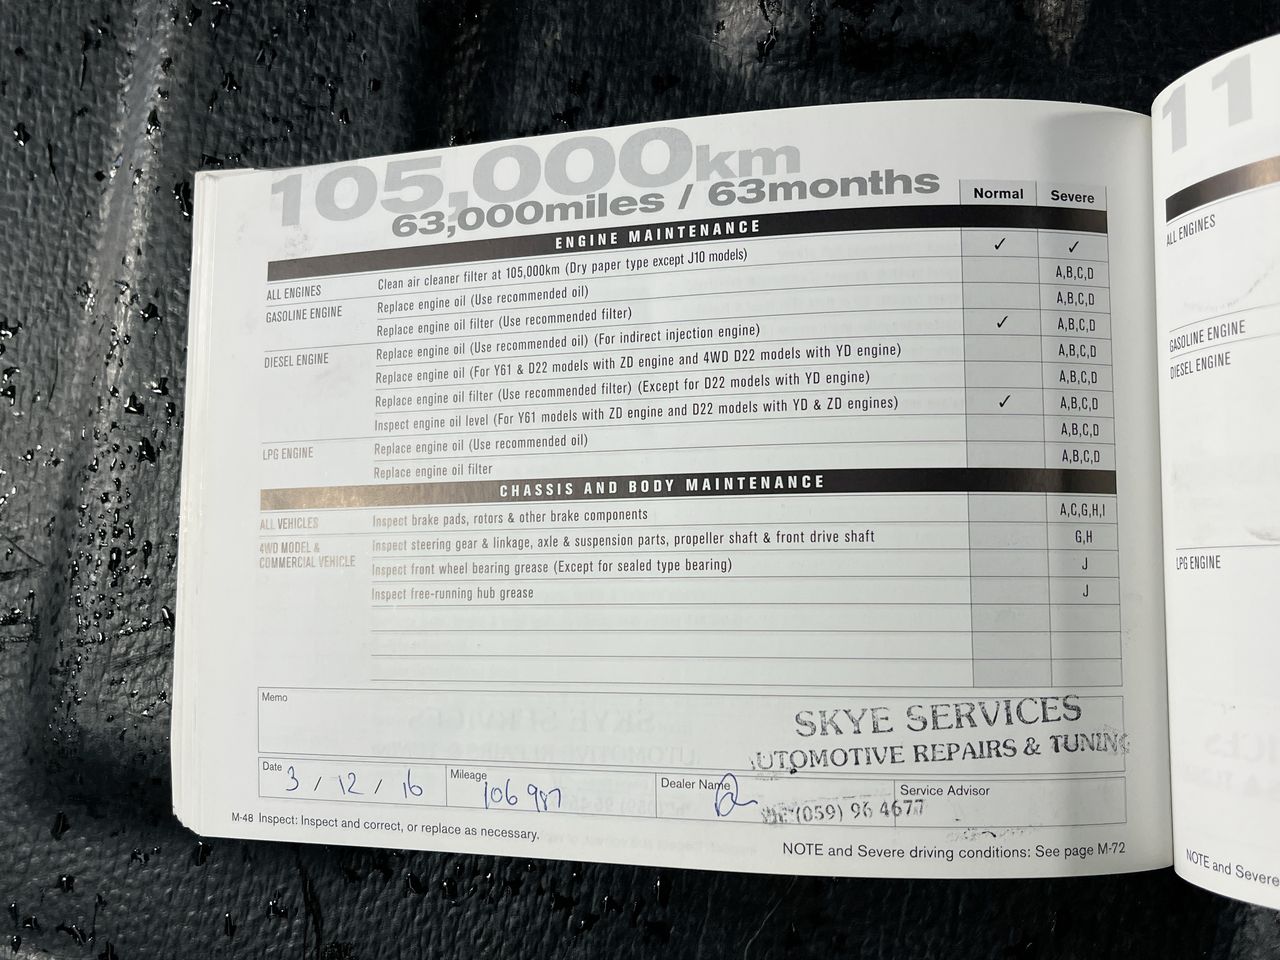 105,000km
63,000miles / 63months
Normal Severe
ENGINE MAINTENANCE
ALL ENGINES Clean air cleaner filter at 105,000km (Dry paper type except J10 models) ✓ ✓
GASOLINE ENGINE Replace engine oil (Use recommended oil) A,B,C,D
Replace engine oil filter (Use recommended filter) A,B,C,D
DIESEL ENGINE Replace engine oil (Use recommended oil) (For indirect injection engine) ✓ A,B,C,D
Replace engine oil (For Y61 & D22 models with ZD engine and 4WD D22 models with YD engine) A,B,C,D
Replace engine oil filter (Use recommended filter) (Except for D22 models with YD engine) A,B,C,D
Inspect engine oil level (For Y61 models with ZD engine and D22 models with YD & ZD engines) ✓ A,B,C,D
LPG ENGINE Replace engine oil (Use recommended oil) A,B,C,D
Replace engine oil filter A,B,C,D
CHASSIS AND BODY MAINTENANCE
ALL VEHICLES Inspect brake pads, rotors & other brake components A,C,G,H,I
4WD MODEL & Inspect steering gear & linkage, axle & suspension parts, propeller shaft & front drive shaft G,H
COMMERCIAL VEHICLE Inspect front wheel bearing grease (Except for sealed type bearing) J
Inspect free-running hub grease J
Memo
SKYE SERVICES
UTOMOTIVE REPAIRS & TUNING
Date 3 / 12 / 16 Mileage 106 987 Dealer Name Service Advisor
(059) 96 4677
M-48 Inspect: Inspect and correct, or replace as necessary.
NOTE and Severe driving conditions: See page M-72
11
ALL ENGINES
GASOLINE ENGINE
DIESEL ENGINE
LPG ENGINE
NOTE and Severe